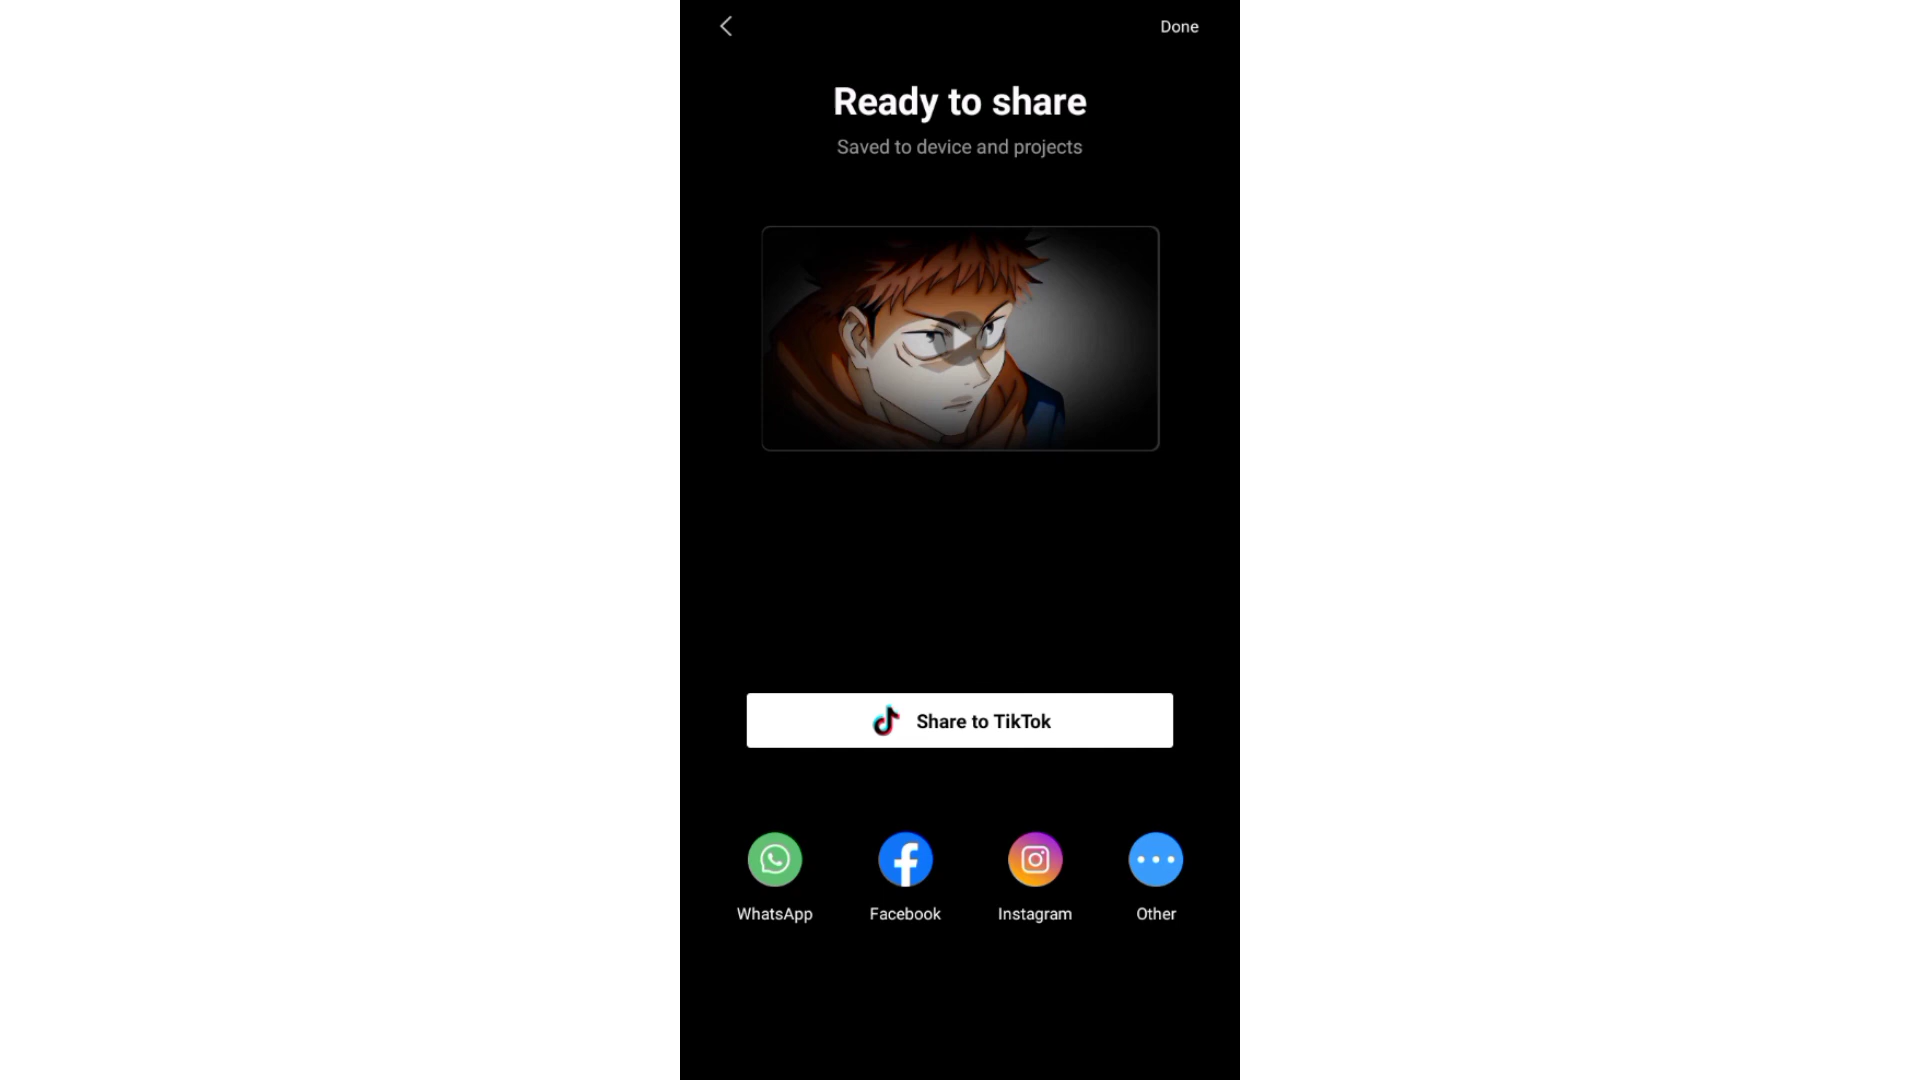 Done
Ready to share
Saved to device and projects
Share to TikTok
WhatsApp
Facebook
Instagram
Other